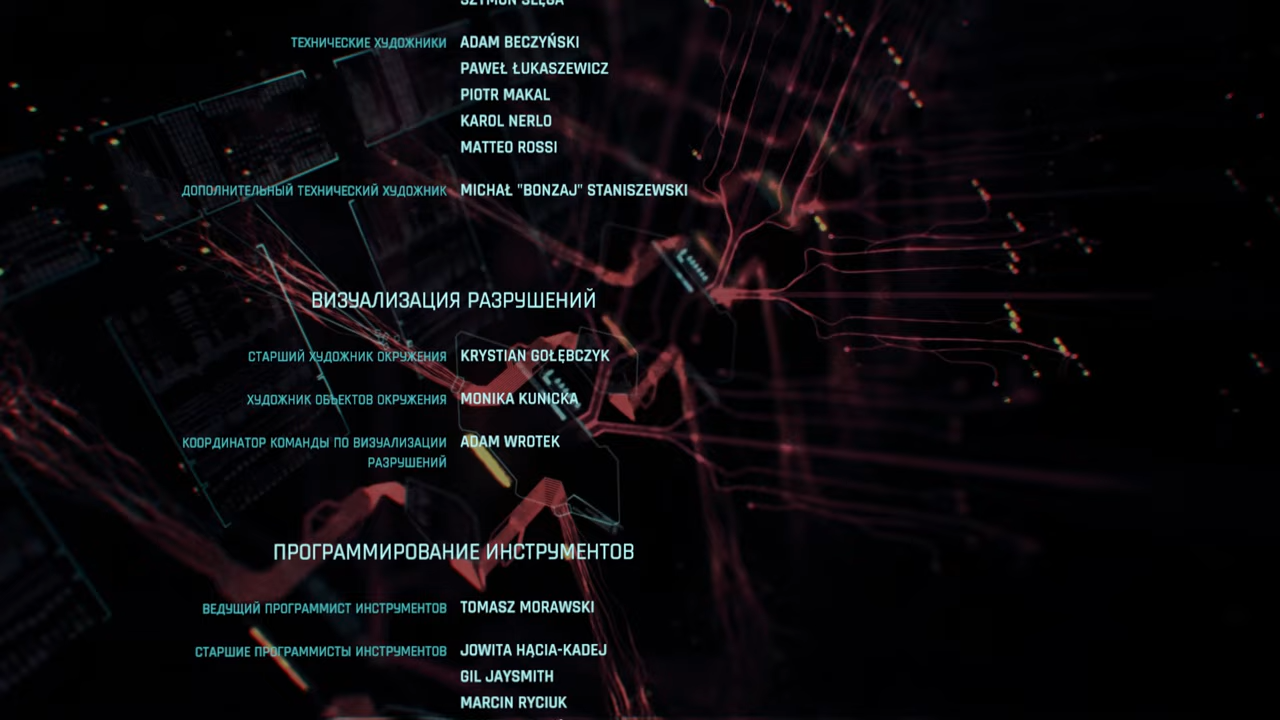 SZYMON SLĘGA
ТЕХНИЧЕСКИЕ ХУДОЖНИКИ ADAM BECZYŃSKI
PAWEŁ ŁUKASZEWICZ
PIOTR MAKAL
KAROL NERLO
MATTEO ROSSI
ДОПОЛНИТЕЛЬНЫЙ ТЕХНИЧЕСКИЙ ХУДОЖНИК MICHAŁ "BONZAJ" STANISZEWSKI
ВИЗУАЛИЗАЦИЯ РАЗРУШЕНИЙ
СТАРШИЙ ХУДОЖНИК ОКРУЖЕНИЯ KRYSTIAN GOŁĘBCZYK
ХУДОЖНИК ОБЪЕКТОВ ОКРУЖЕНИЯ MONIKA KUNICKA
КООРДИНАТОР КОМАНДЫ ПО ВИЗУАЛИЗАЦИИ ADAM WROTEK
РАЗРУШЕНИЙ
ПРОГРАММИРОВАНИЕ ИНСТРУМЕНТОВ
ВЕДУЩИЙ ПРОГРАММИСТ ИНСТРУМЕНТОВ TOMASZ MORAWSKI
СТАРШИЕ ПРОГРАММИСТЫ ИНСТРУМЕНТОВ JOWITA HĄCIA-KADEJ
GIL JAYSMITH
MARCIN RYCIUK